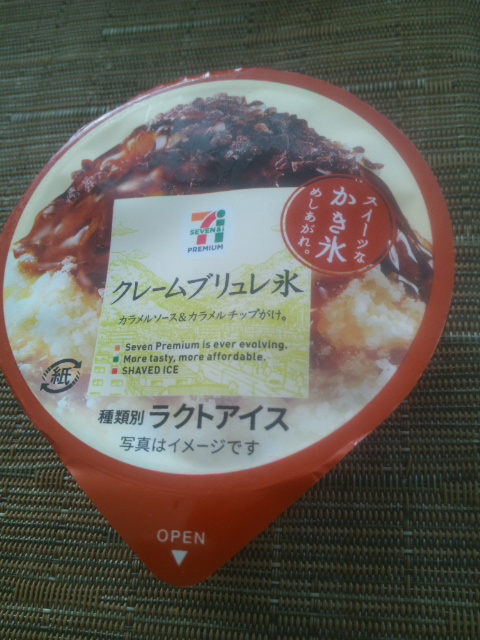 スイーツな
かき氷
めしあがれ。
7i
SEVEN&i
PREMIUM
クレームブリュレ氷
カラメルソース&カラメルチップがけ。
Seven Premium is ever evolving.
More tasty, more affordable.
SHAVED ICE
紙
種類別 ラクトアイス
写真はイメージです
OPEN